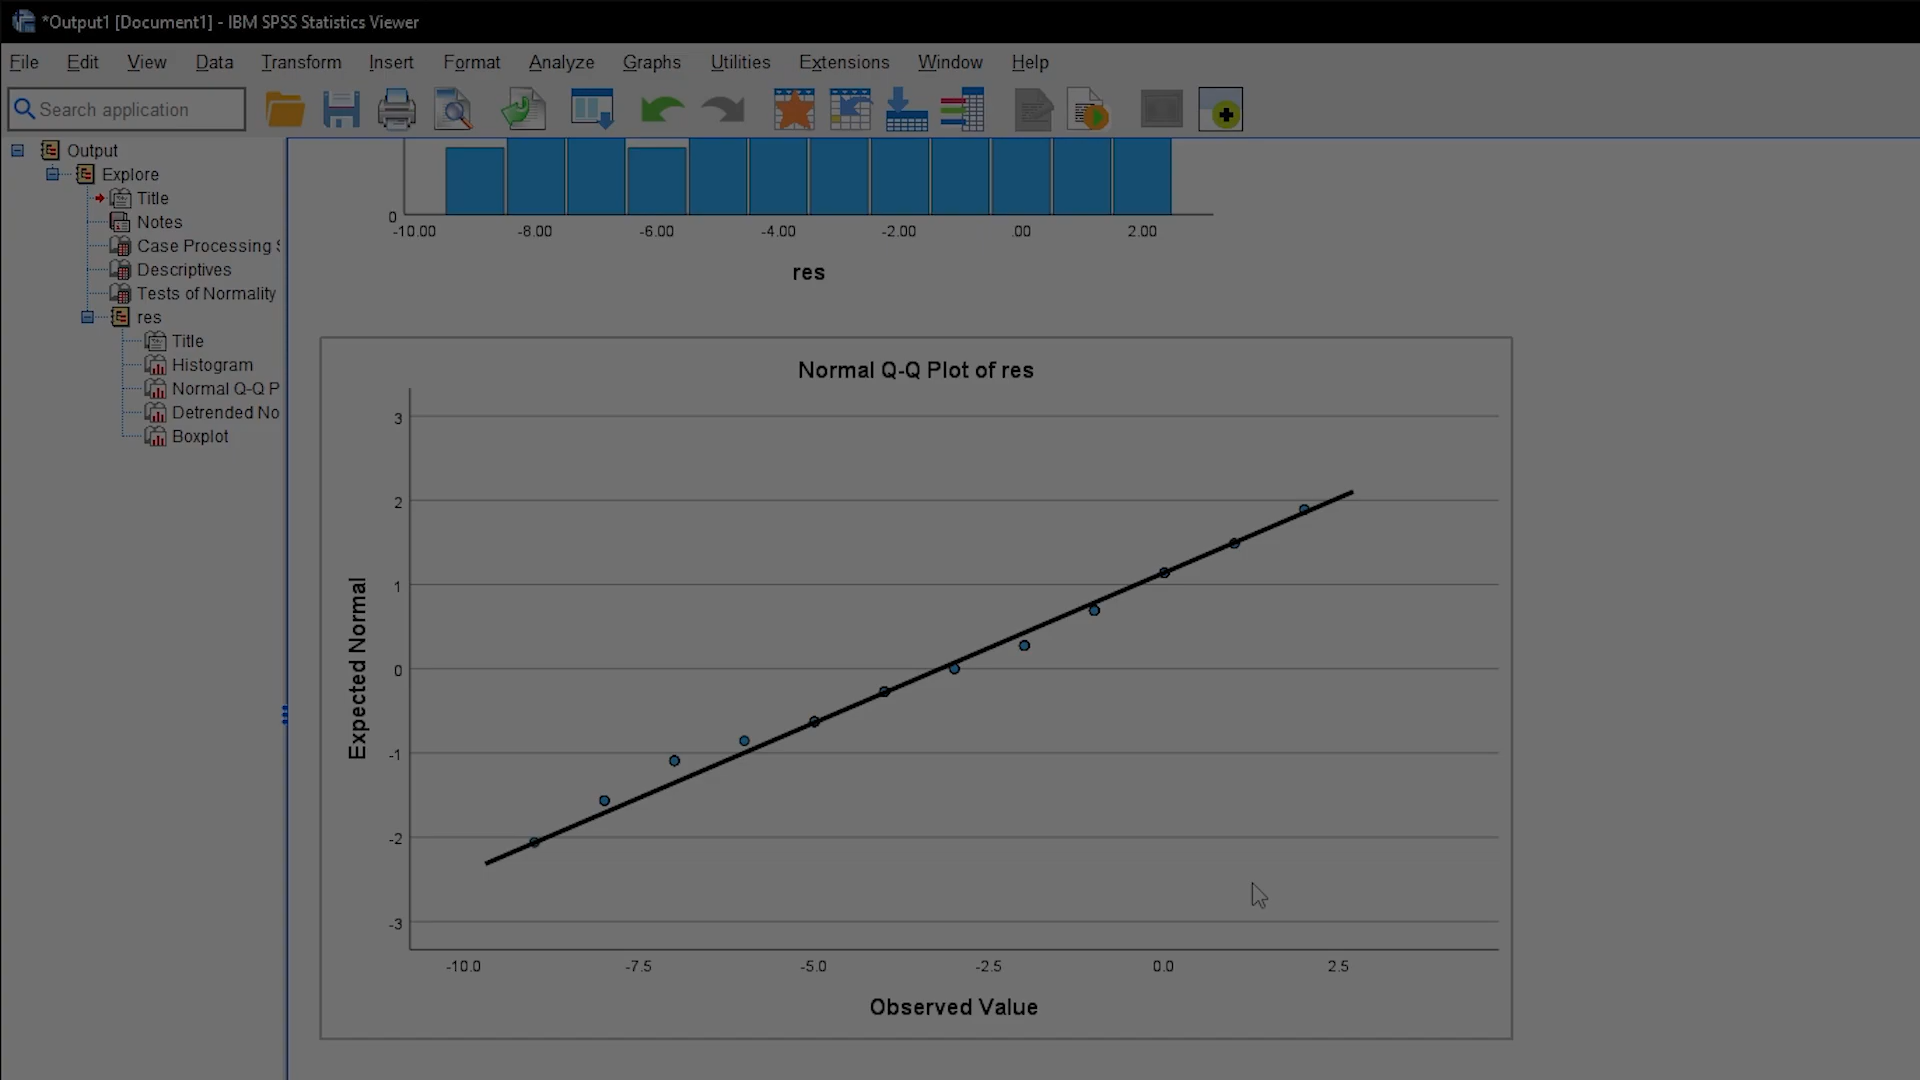 *Output1 [Document1] - IBM SPSS Statistics Viewer
File Edit View Data Transform Insert Format Analyze Graphs Utilities Extensions Window Help
Search application
Output
Explore
Title
Notes
Case Processing S
Descriptives
Tests of Normality
res
Title
Histogram
Normal Q-Q P
Detrended No
Boxplot
0
-10.00 -8.00 -6.00 -4.00 -2.00 .00 2.00
res
Normal Q-Q Plot of res
3
2
1
0
-1
-2
-3
Expected Normal
-10.0 -7.5 -5.0 -2.5 0.0 2.5
Observed Value